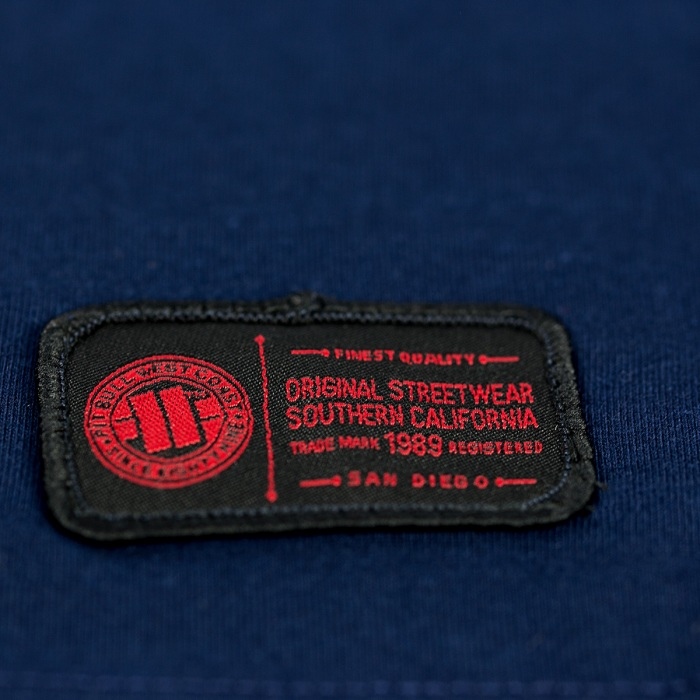 FINEST QUALITY
ORIGINAL STREETWEAR
SOUTHERN CALIFORNIA
TRADE MARK 1989 REGISTERED
SAN DIEGO